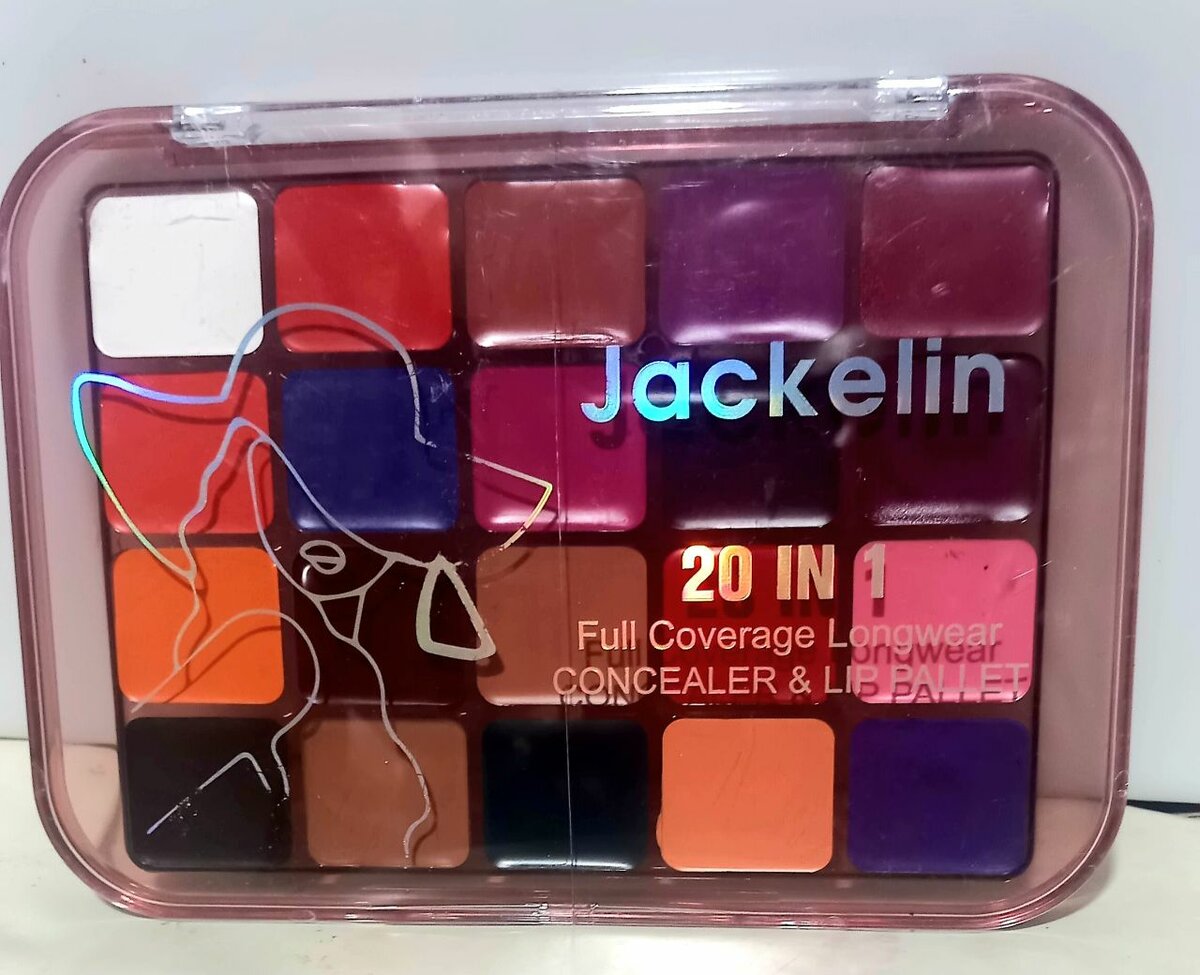 Jackelin
20 IN 1
Full Coverage Longwear
CONCEALER & LIP PALLET